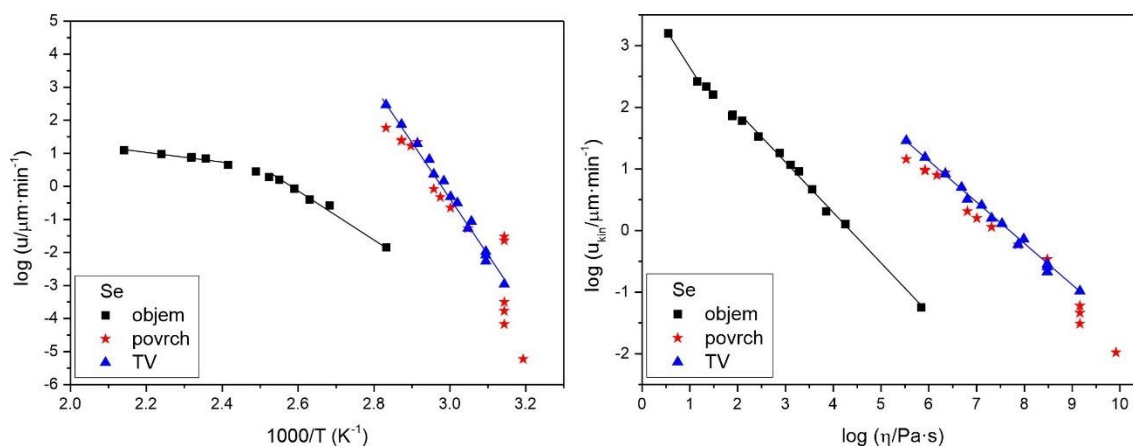 log (u/μm·min⁻¹)
5
4
3
2
1
0
-1
-2
-3
-4
-5
-6
Se
objem
povrch
TV
2.0 2.2 2.4 2.6 2.8 3.0 3.2
1000/T (K⁻¹)
log (u_kin/μm·min⁻¹)
3
2
1
0
-1
-2
Se
objem
povrch
TV
0 1 2 3 4 5 6 7 8 9 10
log (η/Pa·s)